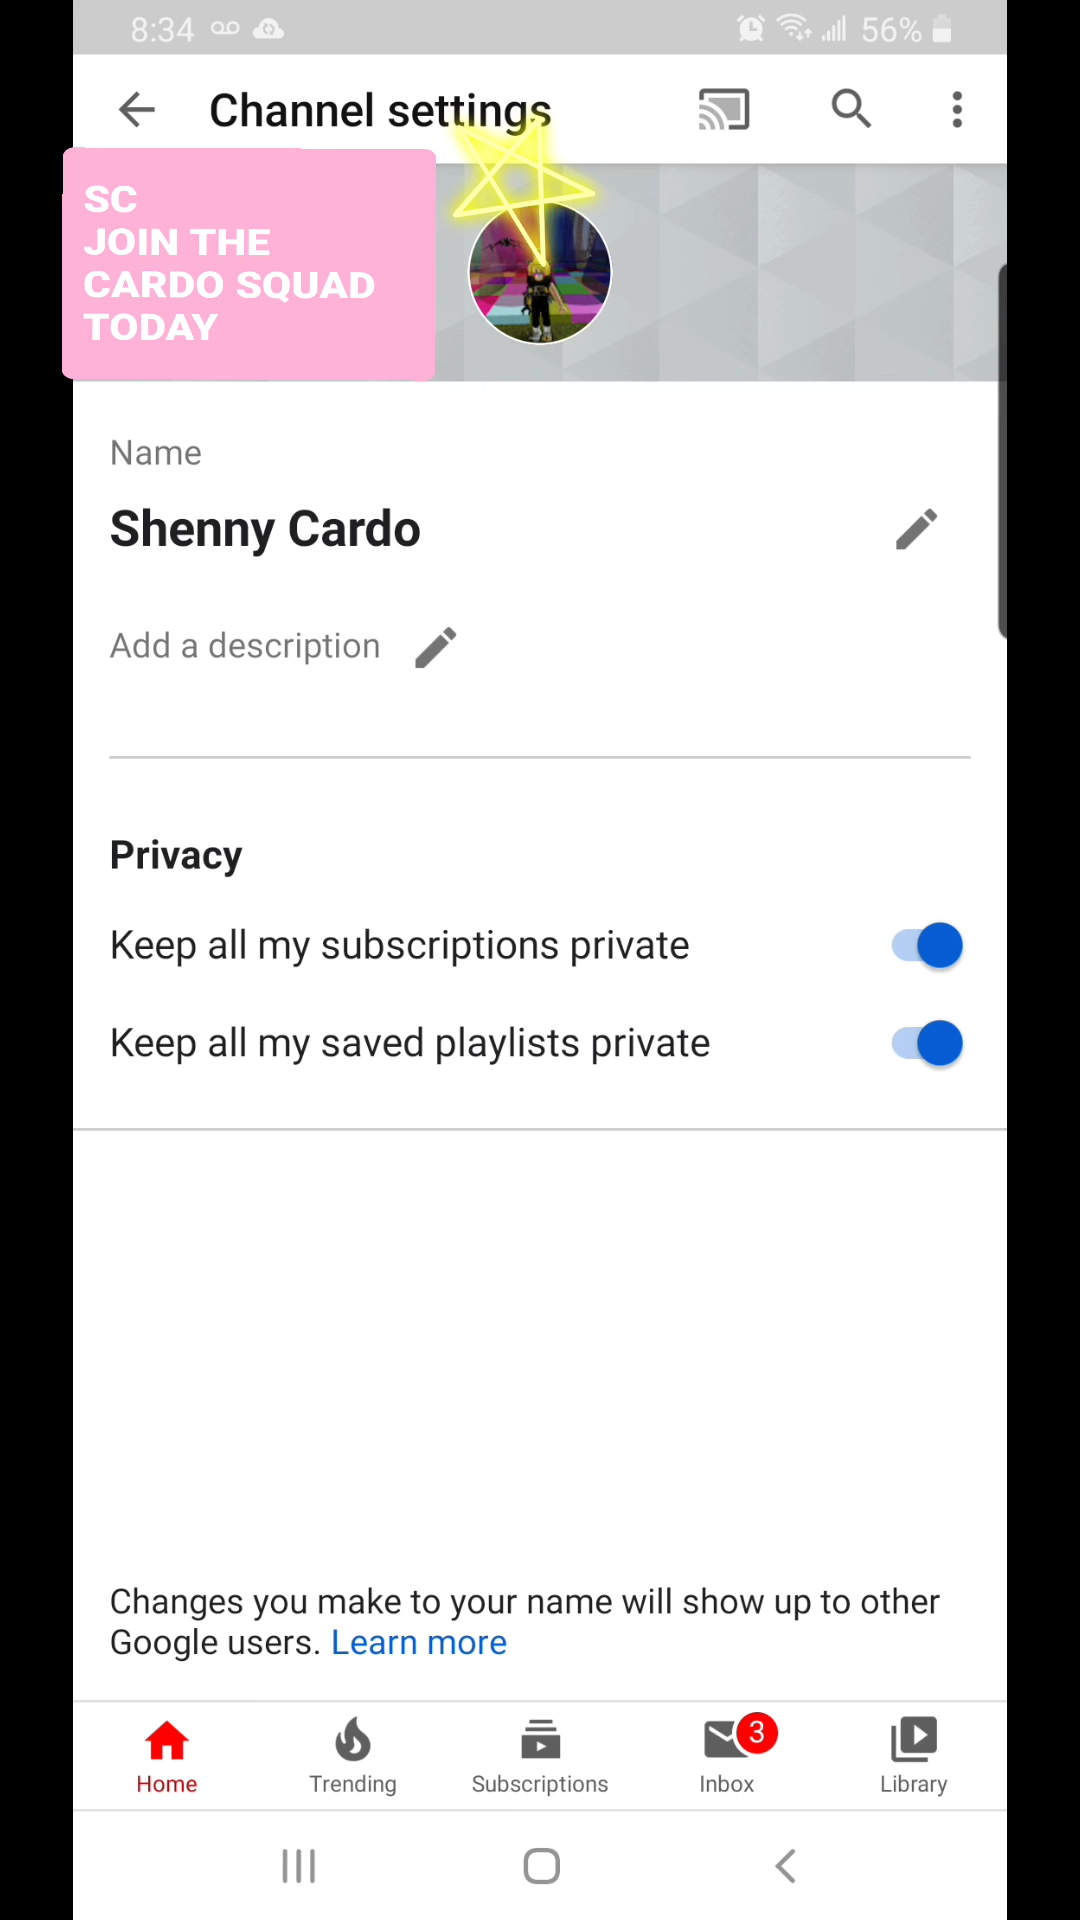 8:34
56%
Channel settings
SC
JOIN THE
CARDO SQUAD
TODAY
Name
Shenny Cardo
Add a description
Privacy
Keep all my subscriptions private
Keep all my saved playlists private
Changes you make to your name will show up to other
Google users. Learn more
3
Home Trending Subscriptions Inbox Library